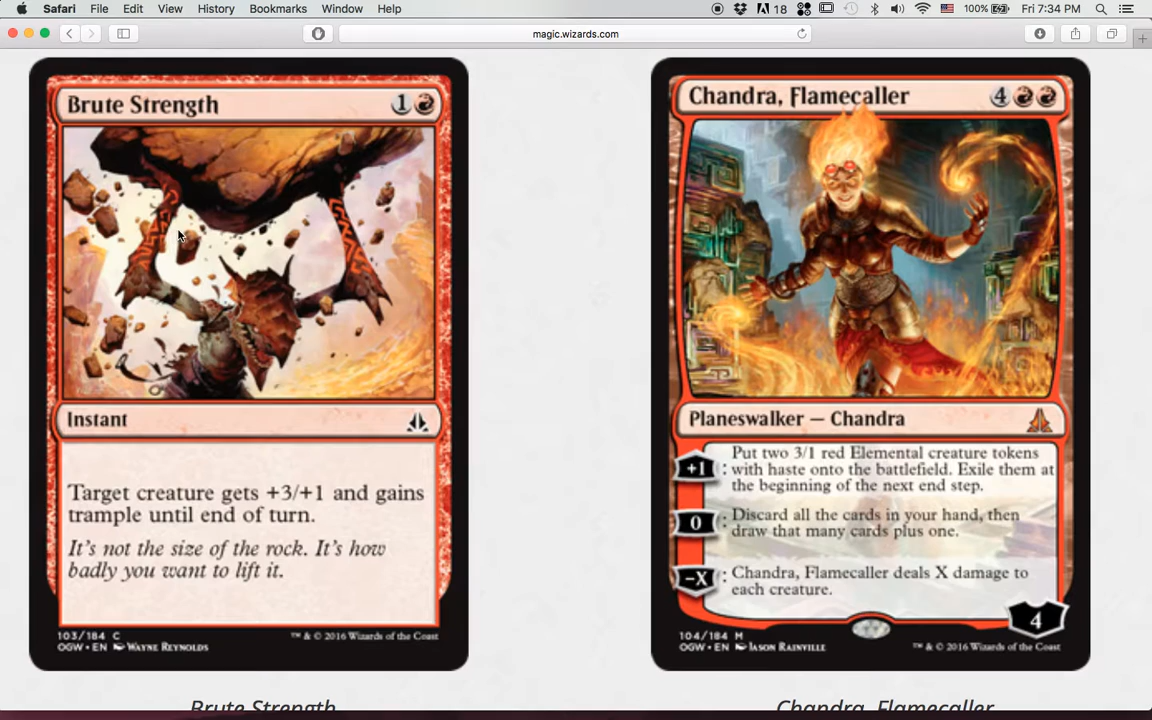 Safari File Edit View History Bookmarks Window Help 18 100% Fri 7:34 PM
magic.wizards.com
Brute Strength 1
Instant
Target creature gets +3/+1 and gains
trample until end of turn.
It's not the size of the rock. It's how
badly you want to lift it.
103/184 C
OGW • EN WAYNE REYNOLDS
™ & © 2016 Wizards of the Coast
Brute Strength
Chandra, Flamecaller 4
Planeswalker — Chandra
+1 : Put two 3/1 red Elemental creature tokens
with haste onto the battlefield. Exile them at
the beginning of the next end step.
0 : Discard all the cards in your hand, then
draw that many cards plus one.
−X : Chandra, Flamecaller deals X damage to
each creature.
4
104/184 M
OGW • EN JASON RAINVILLE
™ & © 2016 Wizards of the Coast
Chandra, Flamecaller